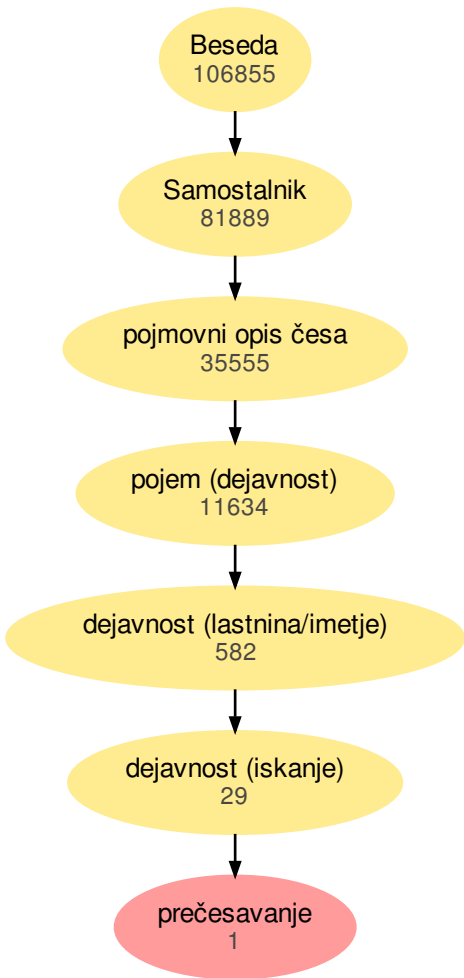 Beseda
106855
Samostalnik
81889
pojmovni opis česa
35555
pojem (dejavnost)
11634
dejavnost (lastnina/imetje)
582
dejavnost (iskanje)
29
prečesavanje
1